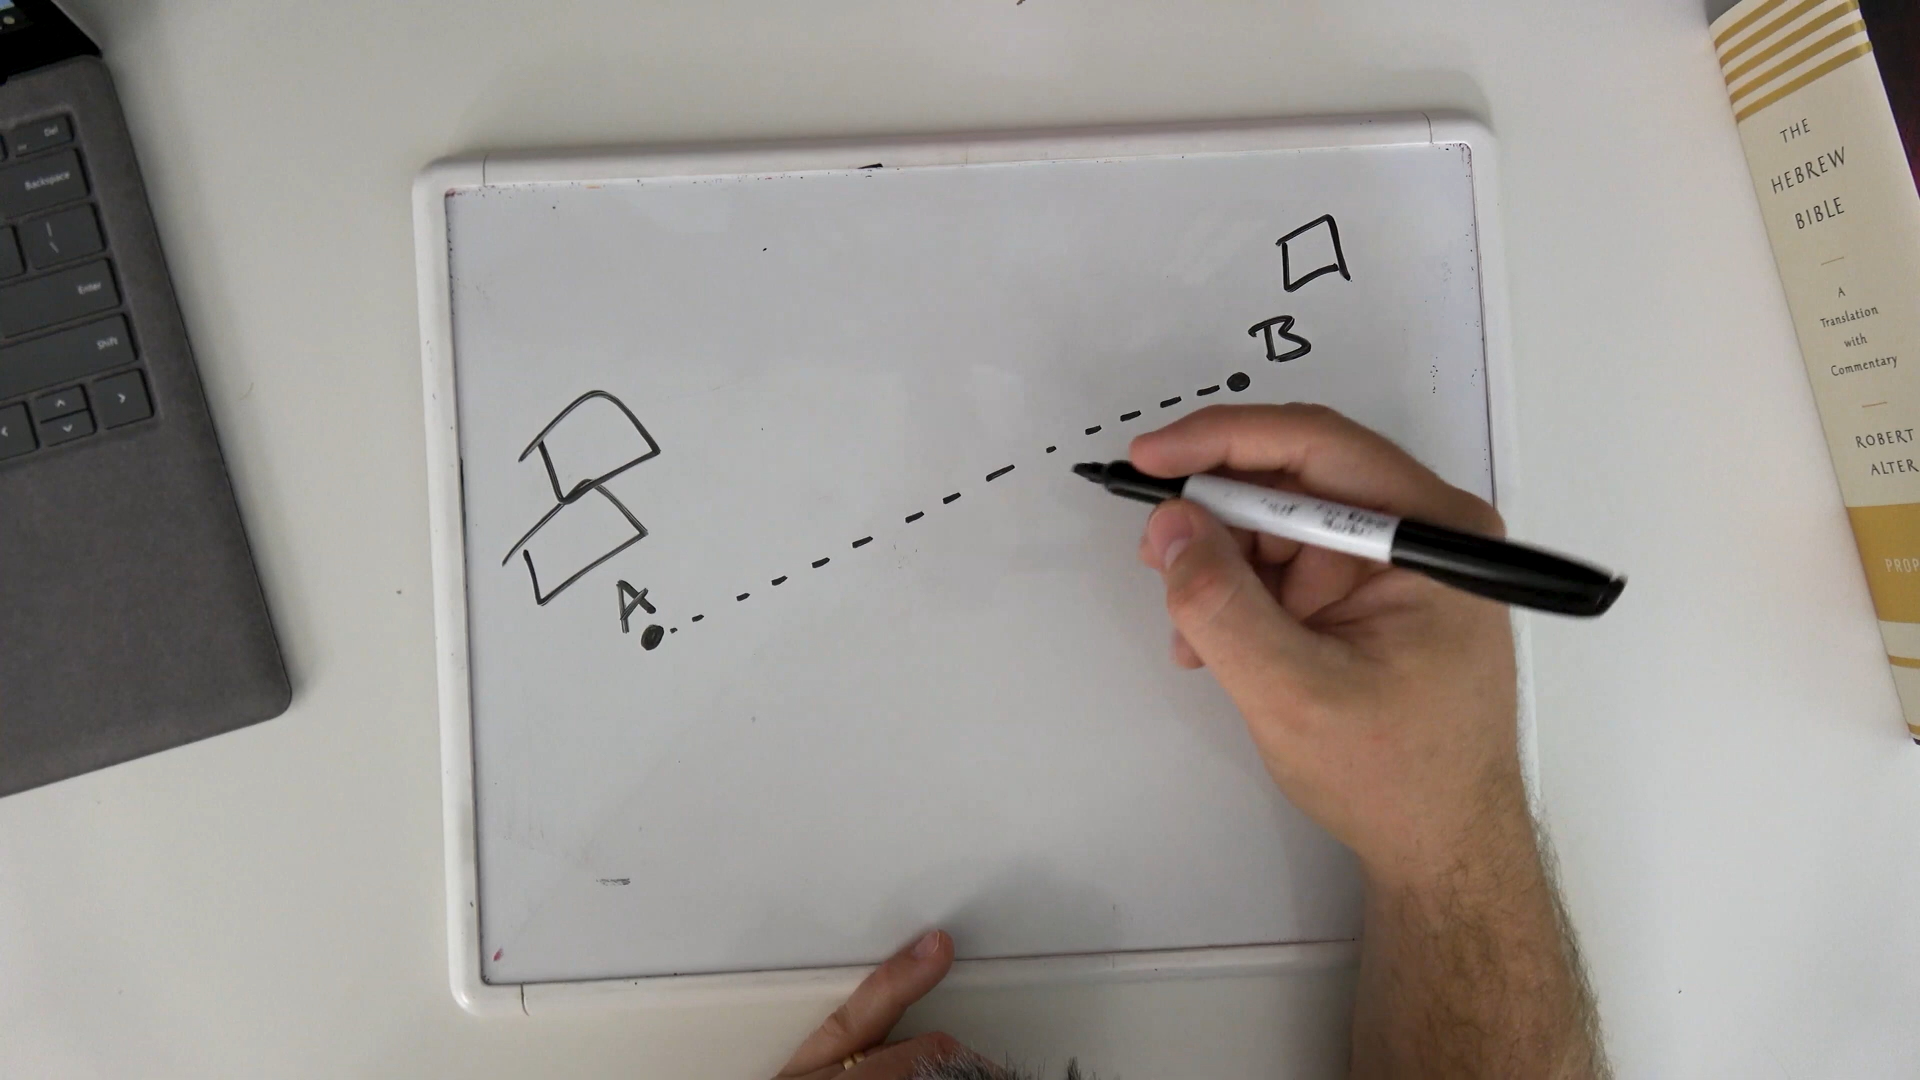 Del
Backspace
|
\
Enter
Shift
A
B
THE
HEBREW
BIBLE
A
Translation
with
Commentary
ROBERT
ALTER